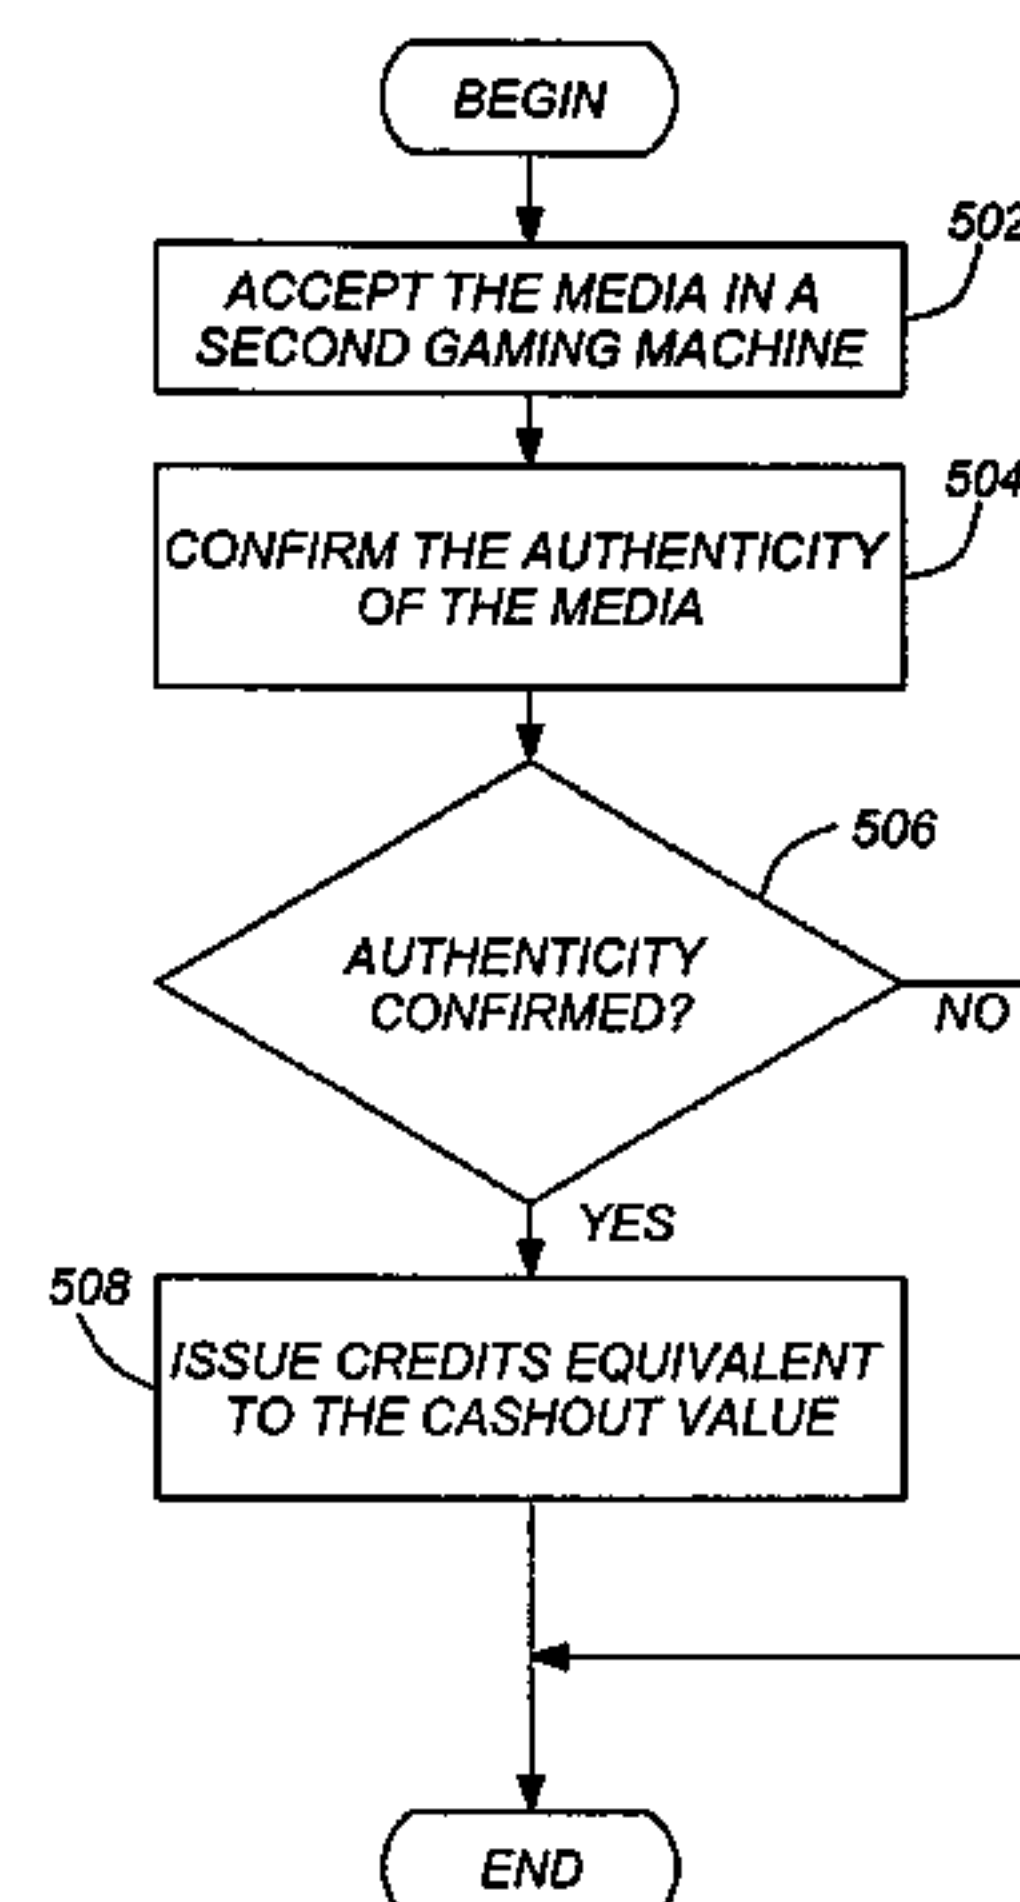 BEGIN
502
ACCEPT THE MEDIA IN A
SECOND GAMING MACHINE
504
CONFIRM THE AUTHENTICITY
OF THE MEDIA
506
AUTHENTICITY
CONFIRMED?
NO
YES
508
ISSUE CREDITS EQUIVALENT
TO THE CASHOUT VALUE
END